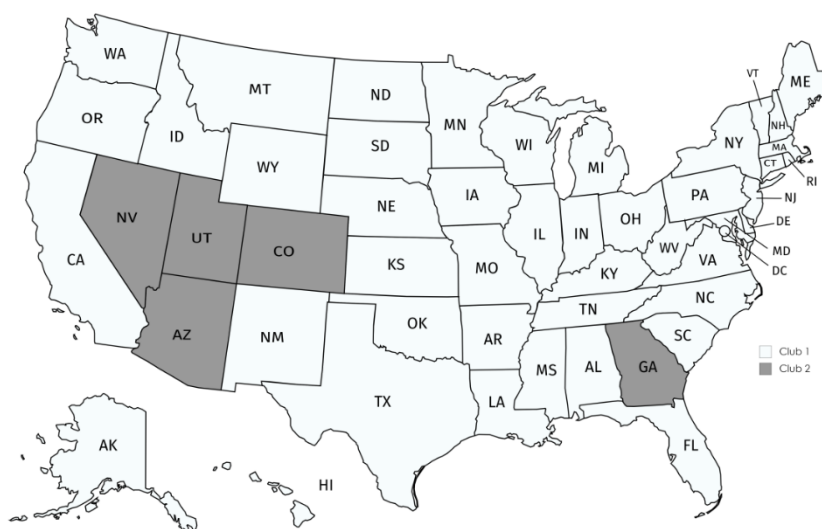 WA
MT
ND
MN
VT
ME
OR
ID
SD
WI
NY
NH
MA
WY
MI
CT
RI
IA
PA
NJ
NE
OH
NV
UT
IL
IN
DE
CO
WV
MD
CA
KS
MO
VA
DC
KY
NC
TN
AZ
NM
OK
AR
SC
Club 1
MS
AL
GA
Club 2
TX
LA
AK
FL
HI